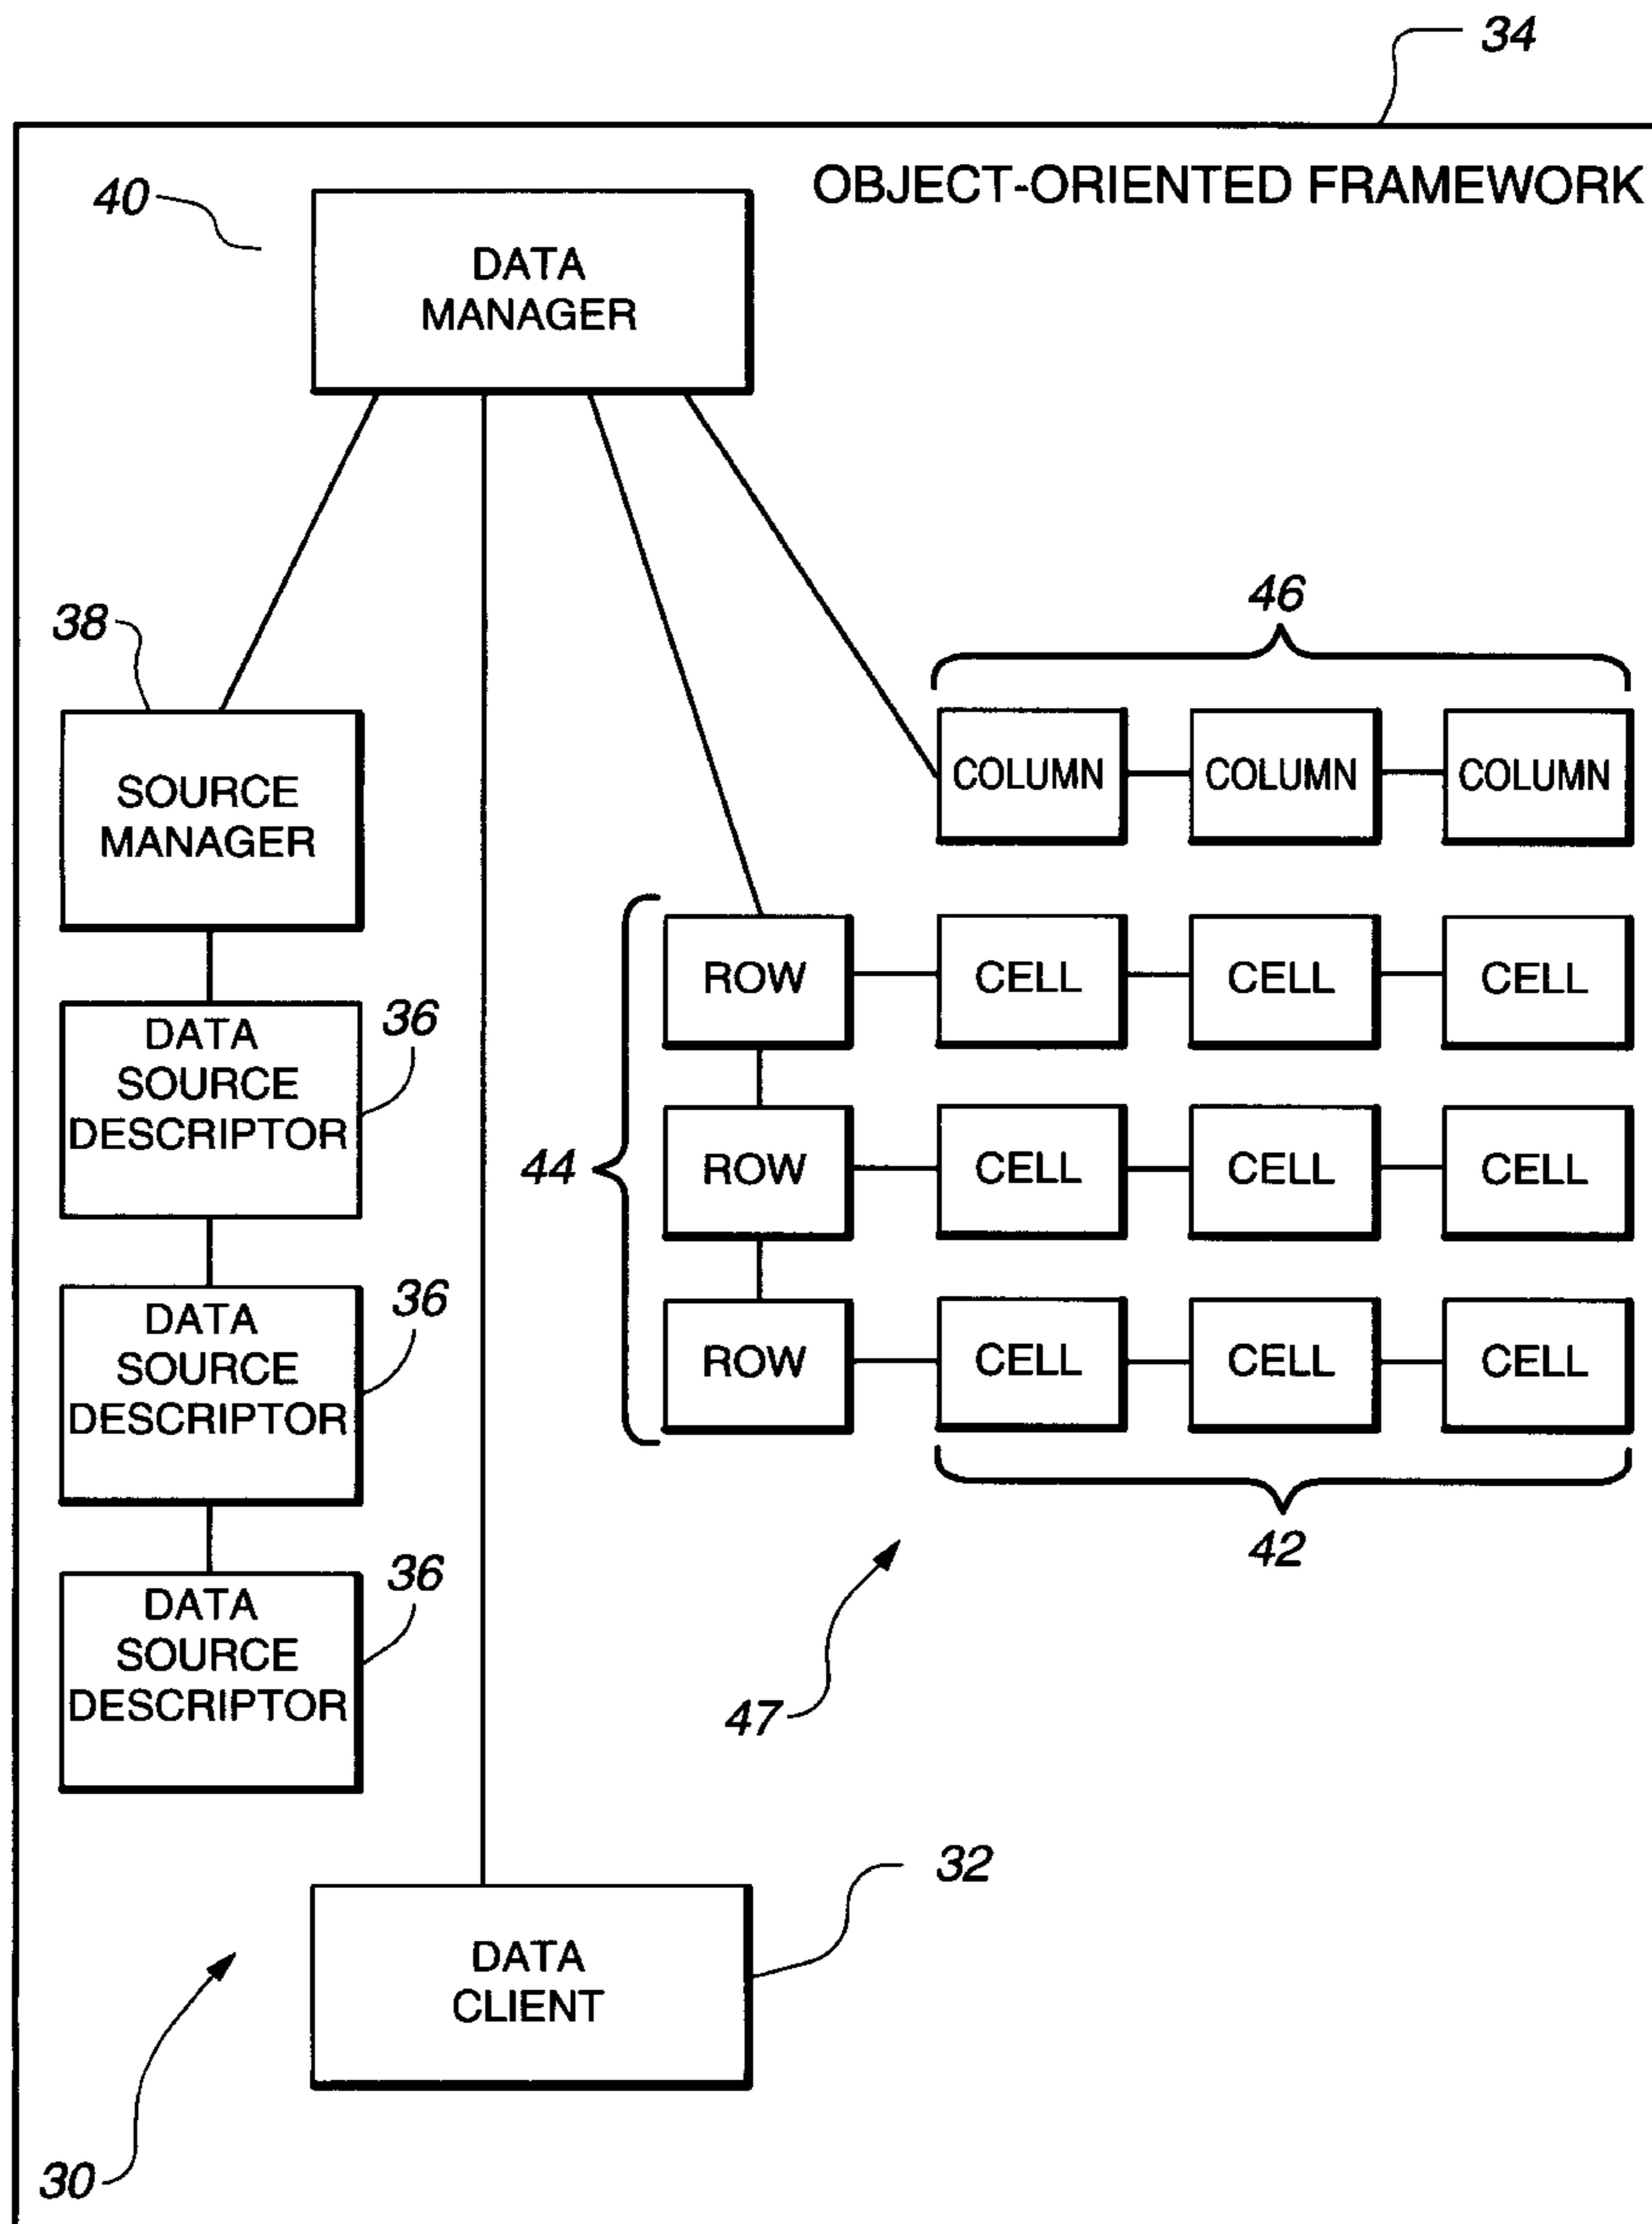 34
OBJECT-ORIENTED FRAMEWORK
40
DATA
MANAGER
38
46
SOURCE
MANAGER
COLUMN COLUMN COLUMN
ROW CELL CELL CELL
DATA
SOURCE
DESCRIPTOR
36
44
ROW CELL CELL CELL
DATA
SOURCE
DESCRIPTOR
36
ROW CELL CELL CELL
42
DATA
SOURCE
DESCRIPTOR
36
47
32
DATA
CLIENT
30